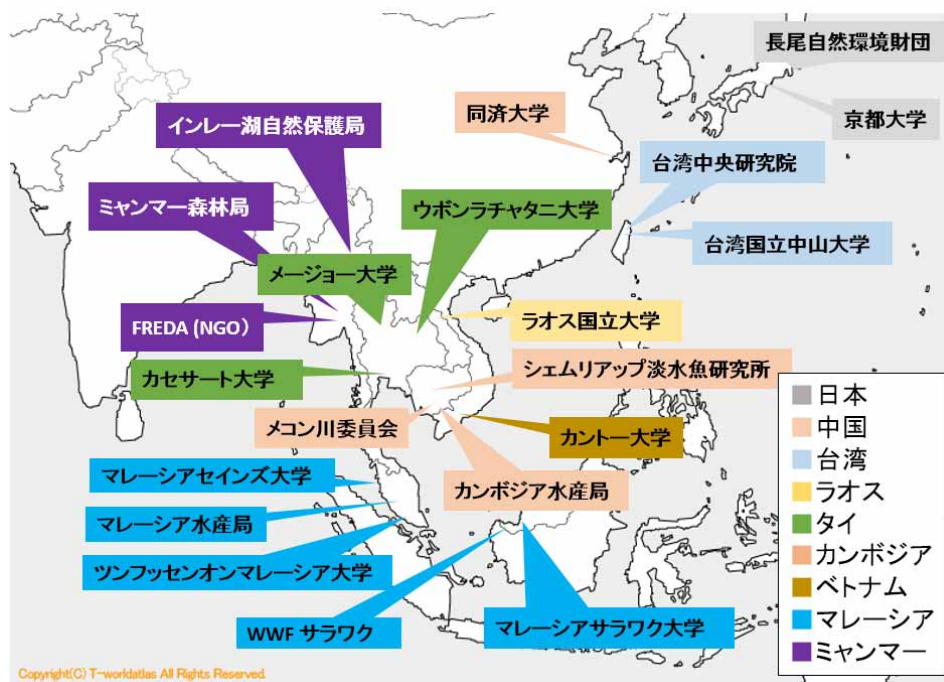 長尾自然環境財団
同済大学
京都大学
インレー湖自然保護局
台湾中央研究院
ミャンマー森林局
ウボンラチャタニ大学
台湾国立中山大学
メージョー大学
FREDA (NGO）
ラオス国立大学
カセサート大学
シェムリアップ淡水魚研究所
メコン川委員会
カントー大学
マレーシアセインズ大学
カンボジア水産局
マレーシア水産局
ツンフッセンオンマレーシア大学
WWF サラワク
マレーシアサラワク大学
日本
中国
台湾
ラオス
タイ
カンボジア
ベトナム
マレーシア
ミャンマー
Copyright(C) T-worldatlas All Rights Reserved.